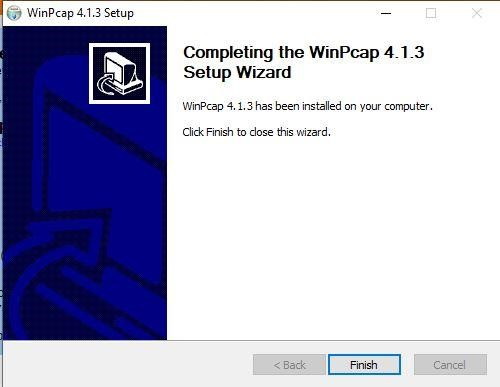 WinPcap 4.1.3 Setup
Completing the WinPcap 4.1.3
Setup Wizard
WinPcap 4.1.3 has been installed on your computer.
Click Finish to close this wizard.
< Back
Finish
Cancel